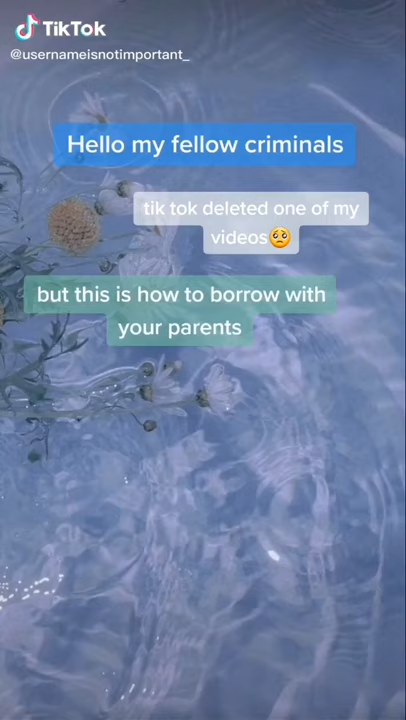 TikTok
@usernameisnotimportant_
Hello my fellow criminals
tik tok deleted one of my
videos🥺
but this is how to borrow with
your parents